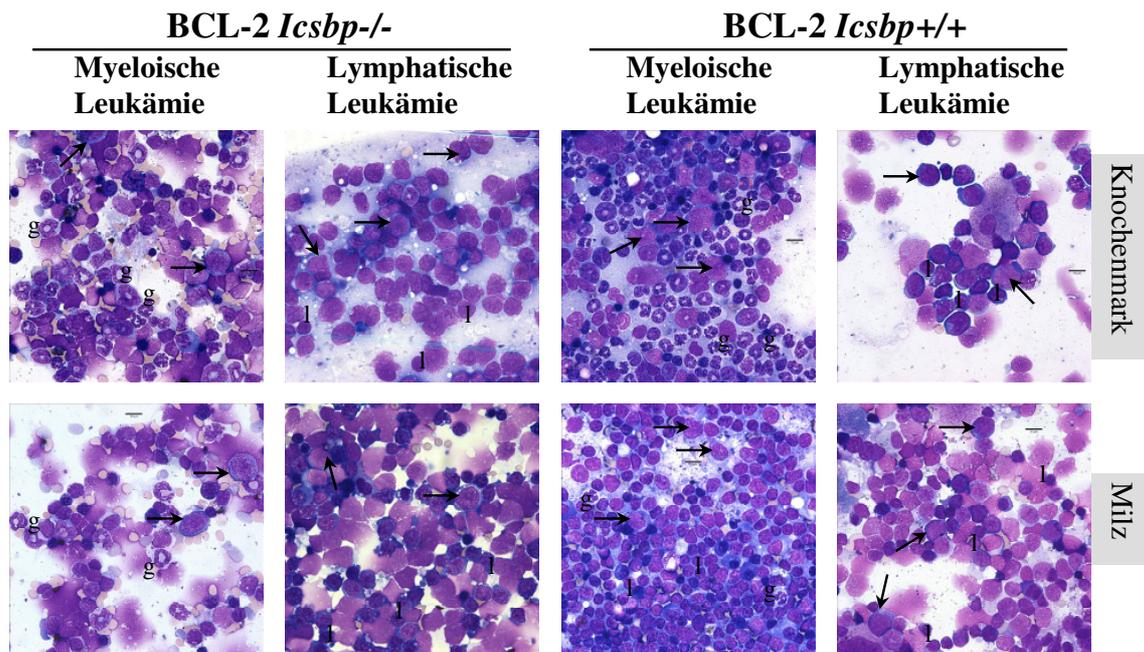 BCL-2 Icsbp-/-
BCL-2 Icsbp+/+
Myeloische
Leukämie
Lymphatische
Leukämie
Myeloische
Leukämie
Lymphatische
Leukämie
Knochenmark
g
g
g
l
l
l
g
g
g
l
l
l
Milz
g
g
l
l
l
g
l
l
g
l
l
l